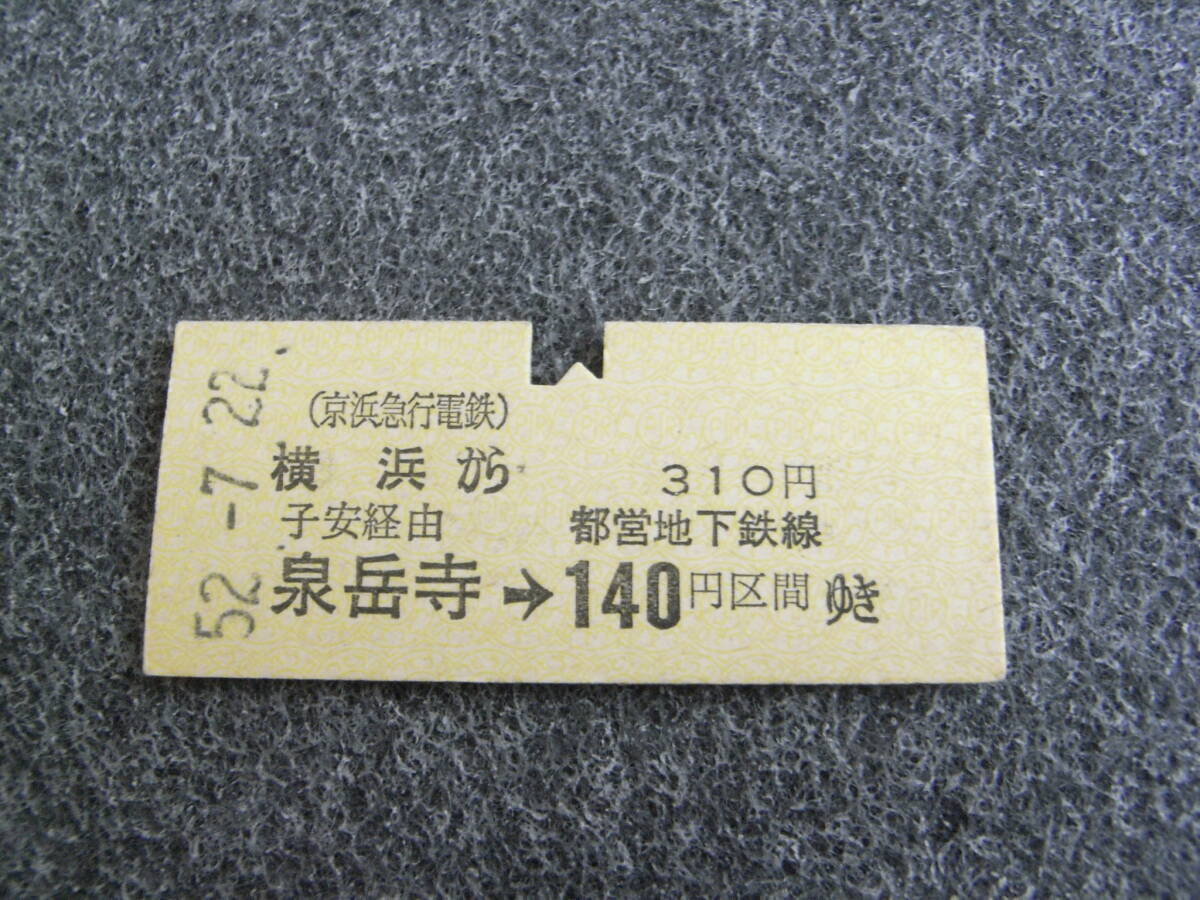 52.-7.22.
(京浜急行電鉄)
横浜から 310円
子安経由 都営地下鉄線
泉岳寺→140円区間ゆき